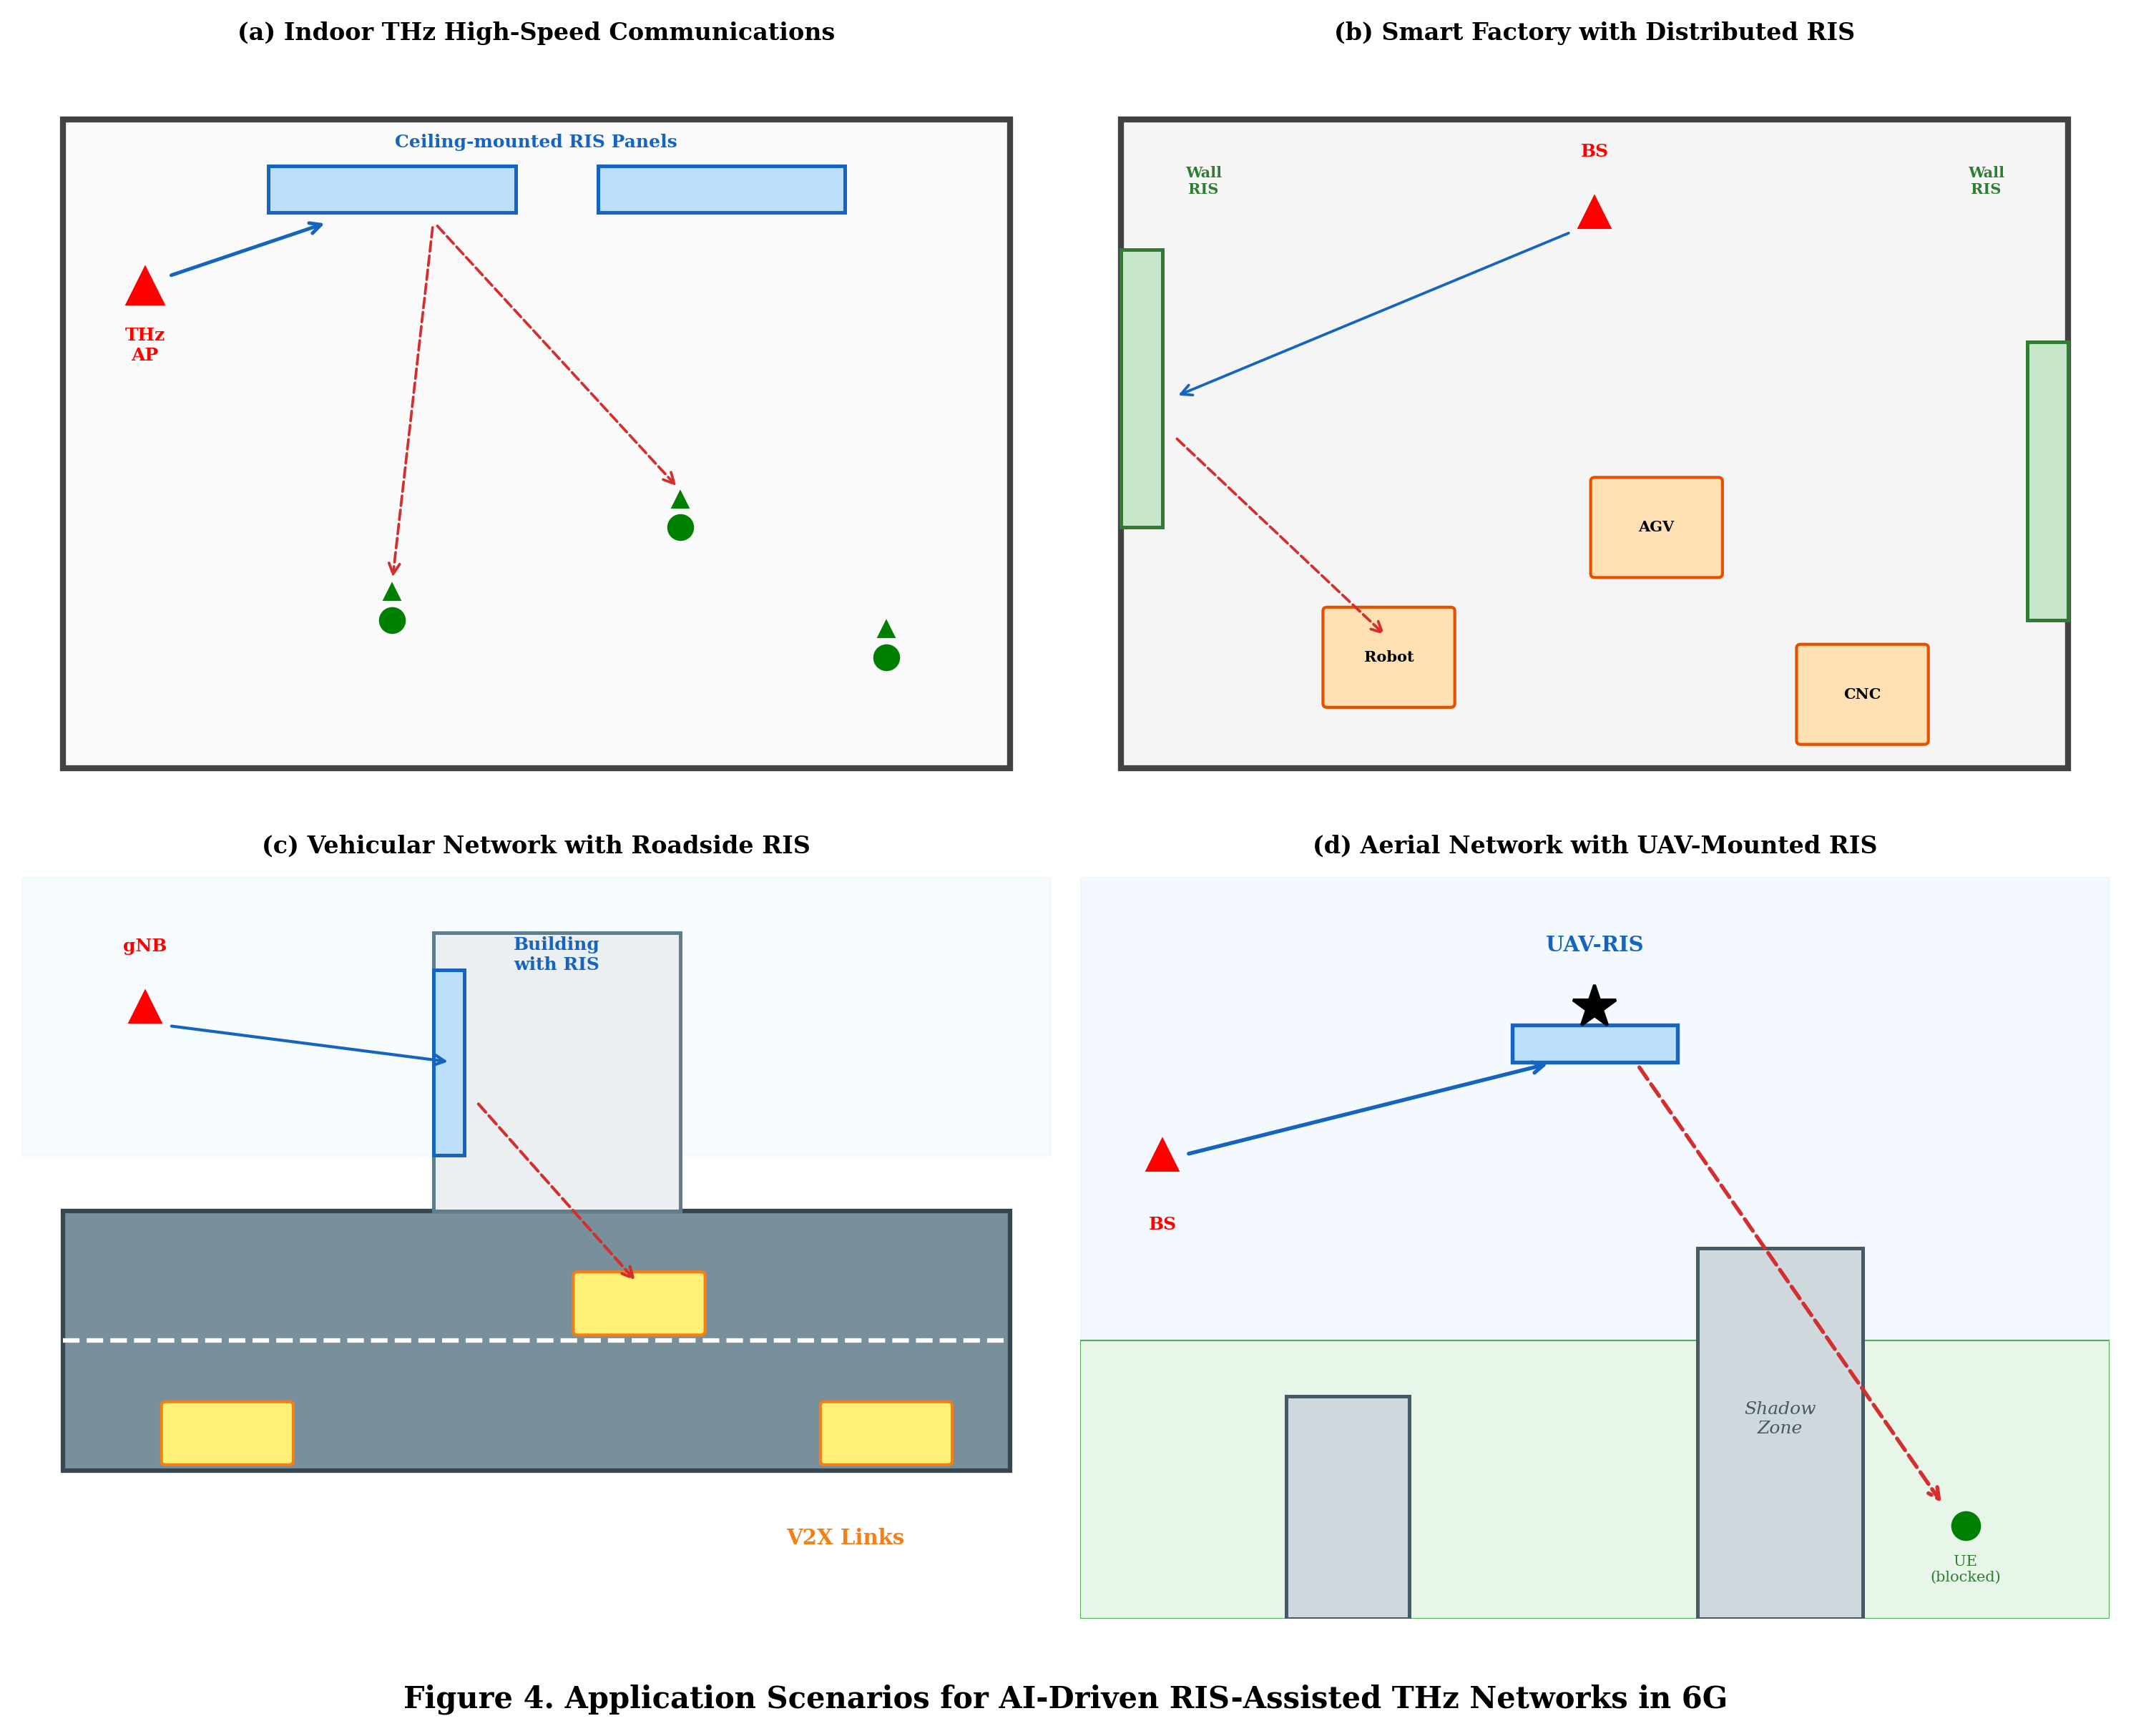 (a) Indoor THz High-Speed Communications
Ceiling-mounted RIS Panels
THz
AP
(b) Smart Factory with Distributed RIS
BS
Wall
RIS
Wall
RIS
AGV
Robot
CNC
(c) Vehicular Network with Roadside RIS
gNB
Building
with RIS
V2X Links
(d) Aerial Network with UAV-Mounted RIS
UAV-RIS
BS
Shadow
Zone
UE
(blocked)
Figure 4. Application Scenarios for AI-Driven RIS-Assisted THz Networks in 6G